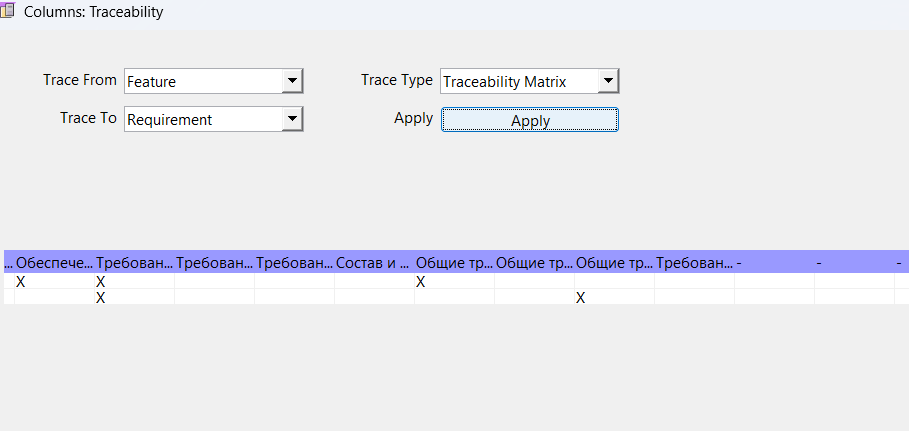 Columns: Traceability
Trace From Feature Trace Type Traceability Matrix
Trace To Requirement Apply Apply
... Обеспече... Требован... Требован... Требован... Состав и ... Общие тр... Общие тр... Общие тр... Требован... - - -
X X X
X X